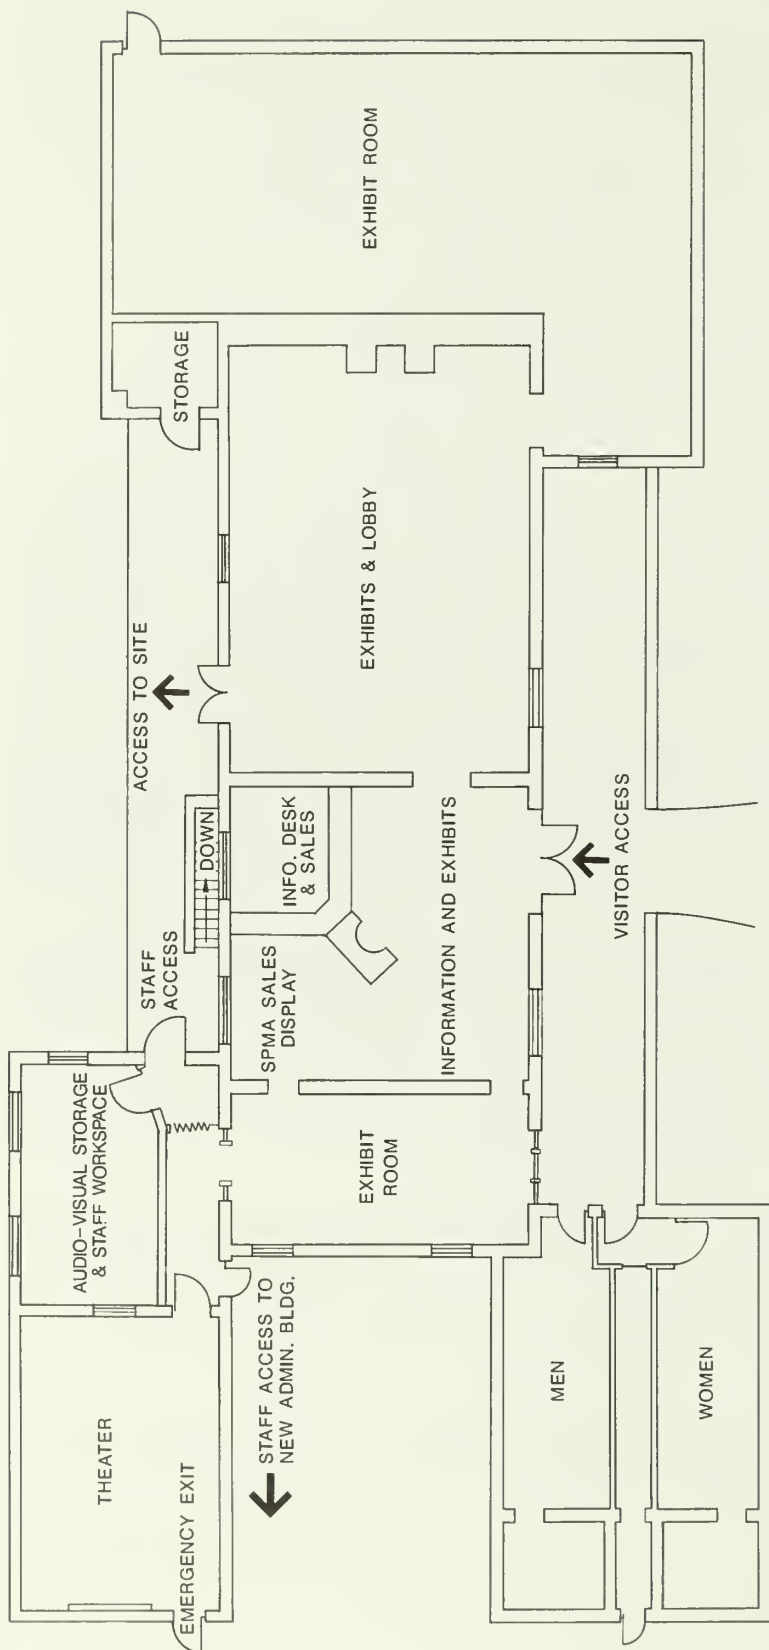 THEATER
AUDIO-VISUAL STORAGE
& STAFF WORKSPACE
STAFF
ACCESS
ACCESS TO SITE
STORAGE
EMERGENCY EXIT
DOWN
STAFF ACCESS TO
NEW ADMIN. BLDG.
SPMA SALES
DISPLAY
INFO. DESK
& SALES
EXHIBIT
ROOM
EXHIBITS & LOBBY
EXHIBIT ROOM
INFORMATION AND EXHIBITS
MEN
VISITOR ACCESS
WOMEN